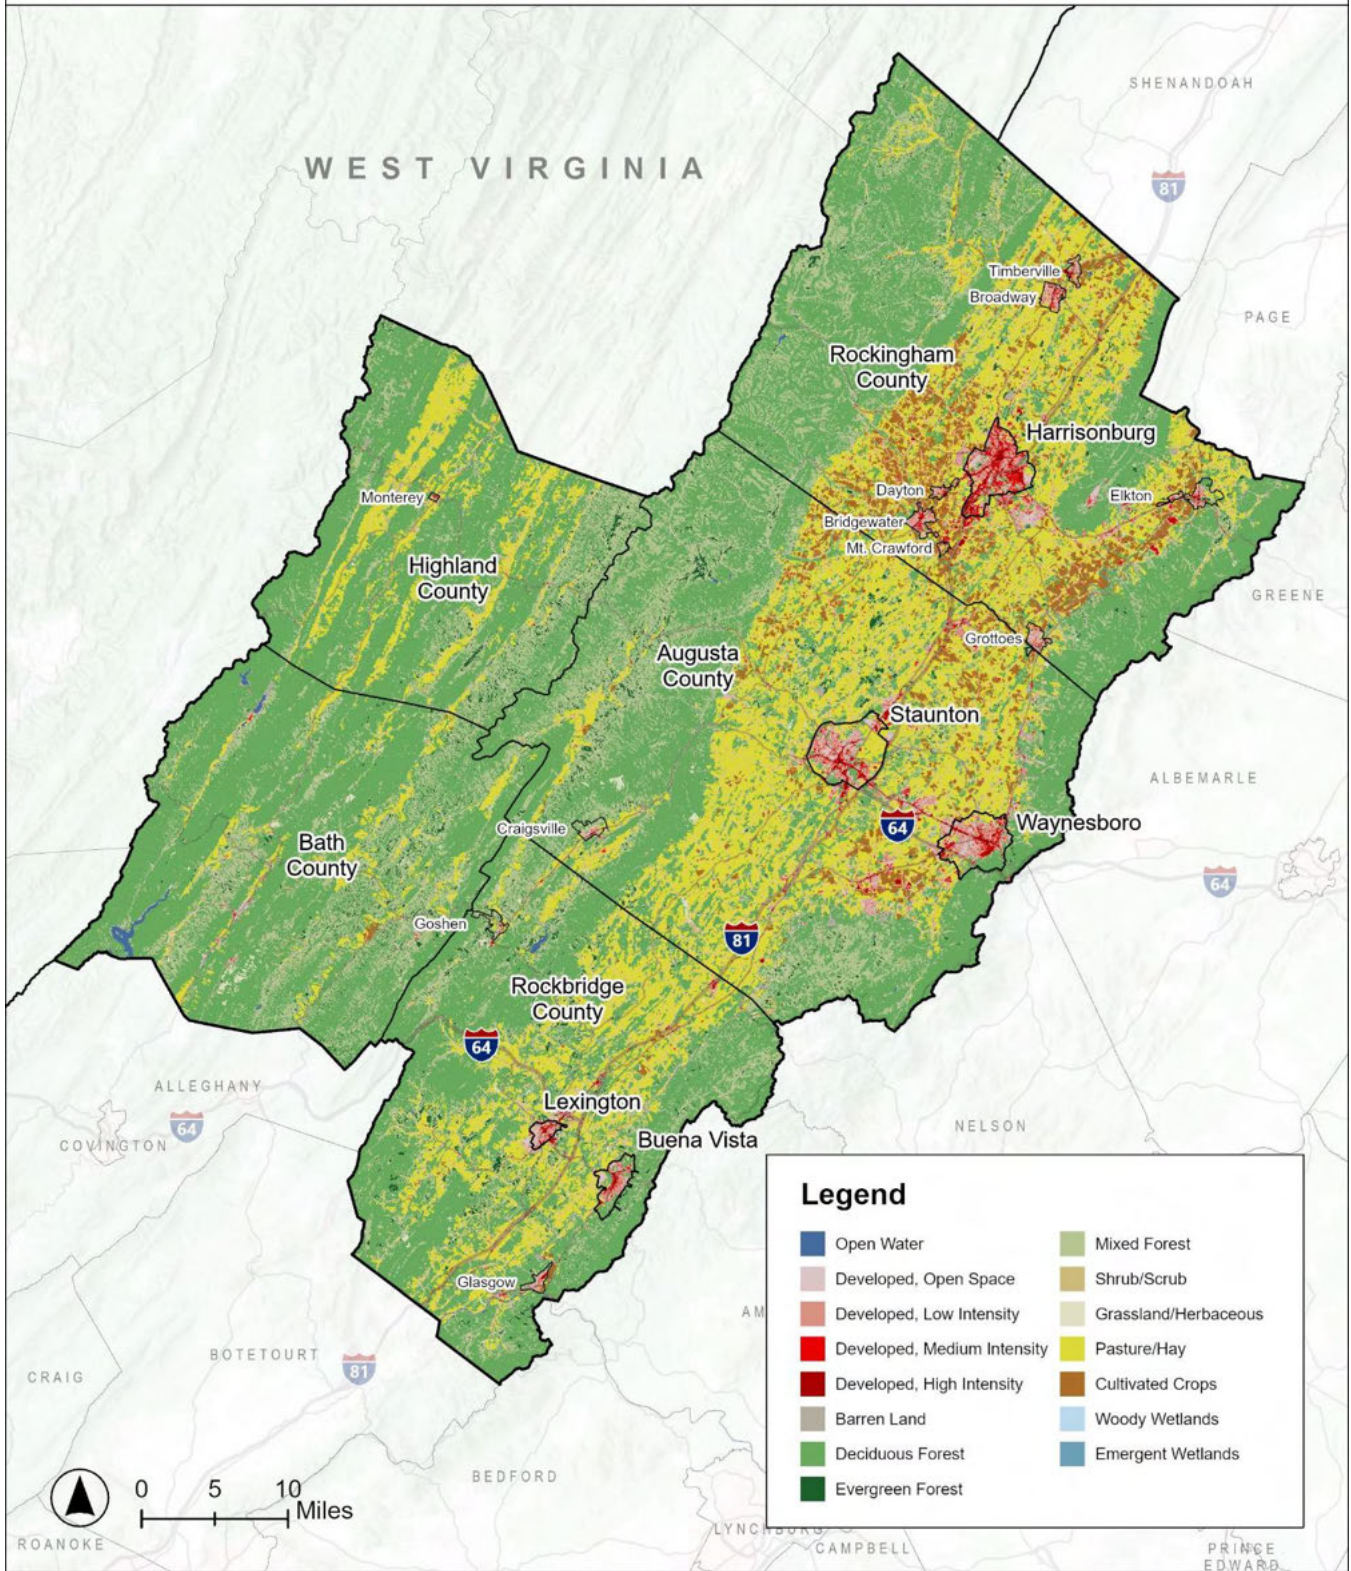 SHENANDOAH
WEST VIRGINIA
81
Timberville
Broadway
PAGE
Rockingham
County
Harrisonburg
Monterey
Dayton
Elkton
Bridgewater
Mt. Crawford
Highland
County
GREENE
Grottoes
Augusta
County
Staunton
ALBEMARLE
64
Waynesboro
Craigsville
Bath
County
64
Goshen
81
Rockbridge
County
64
ALLEGHANY
Lexington
64
COVINGTON
NELSON
Buena Vista
Legend
Open Water
Developed, Open Space
Developed, Low Intensity
Developed, Medium Intensity
Developed, High Intensity
Barren Land
Deciduous Forest
Evergreen Forest
Mixed Forest
Shrub/Scrub
Grassland/Herbaceous
Pasture/Hay
Cultivated Crops
Woody Wetlands
Emergent Wetlands
Glasgow
AM
BOTETOURT
81
CRAIG
BEDFORD
0 5 10
Miles
LYNCHBURG
ROANOKE
CAMPBELL
PRINCE
EDWARD